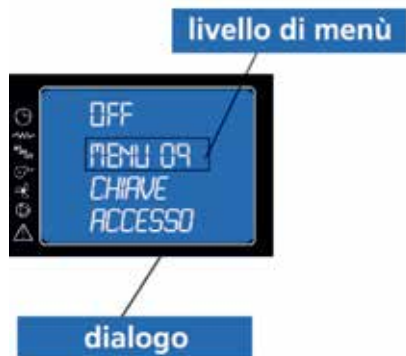 livello di menù
OFF
MENU 09
CHIAVE
ACCESSO
dialogo